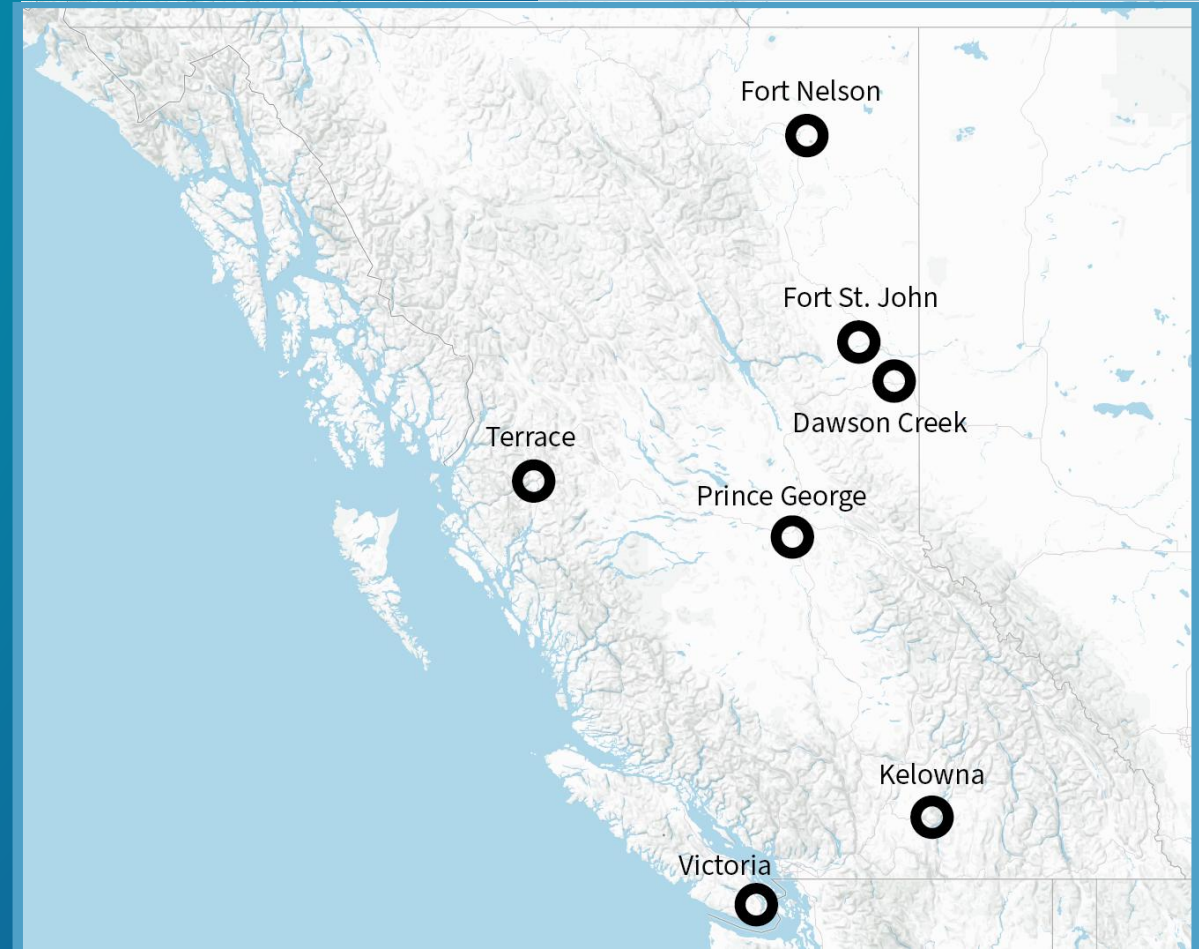 Fort Nelson
Fort St. John
Dawson Creek
Terrace
Prince George
Kelowna
Victoria